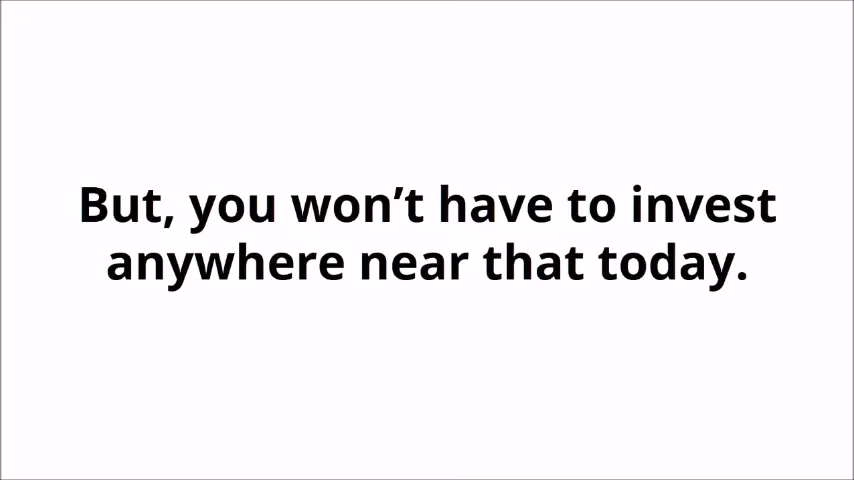 But, you won’t have to invest
anywhere near that today.